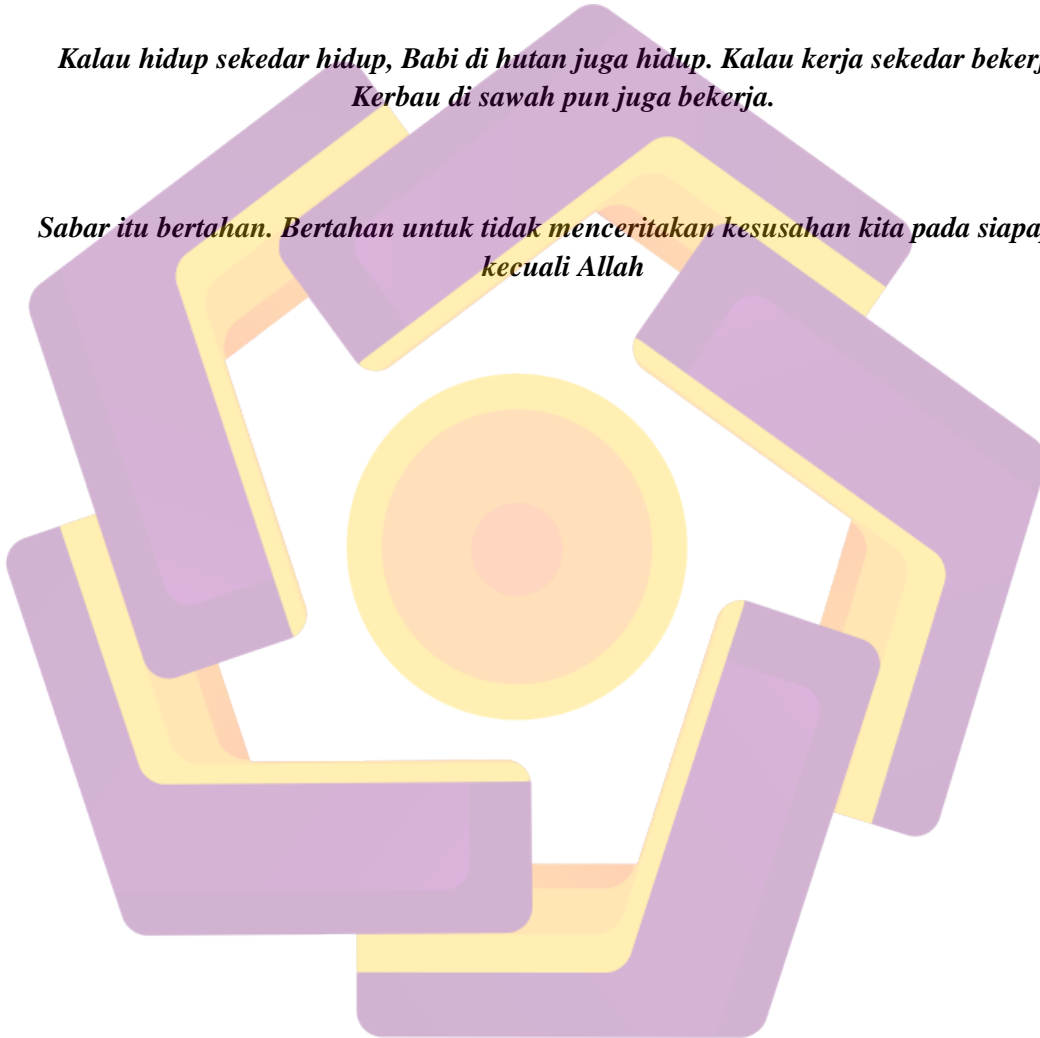 Kalau hidup sekedar hidup, Babi di hutan juga hidup. Kalau kerja sekedar bekerj
Kerbau di sawah pun juga bekerja.
Sabar itu bertahan. Bertahan untuk tidak menceritakan kesusahan kita pada siapa
kecuali Allah